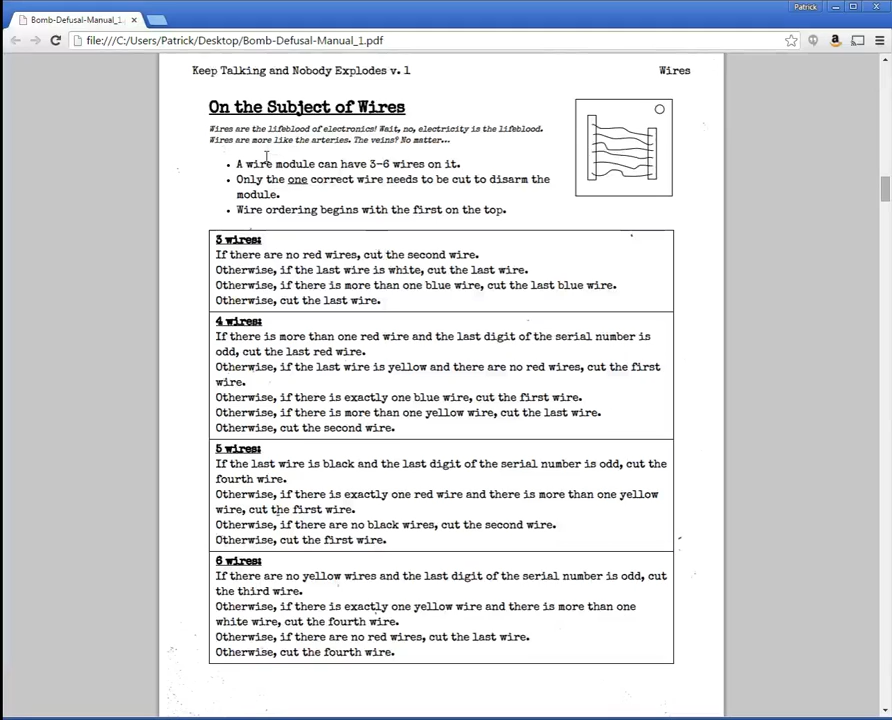 Patrick
Bomb-Defusal-Manual_1.p
file:///C:/Users/Patrick/Desktop/Bomb-Defusal-Manual_1.pdf
Keep Talking and Nobody Explodes v. 1 Wires
On the Subject of Wires
Wires are the lifeblood of electronics! Wait, no, electricity is the lifeblood.
Wires are more like the arteries. The veins? No matter…
• A wire module can have 3-6 wires on it.
• Only the one correct wire needs to be cut to disarm the
module.
• Wire ordering begins with the first on the top.
3 wires:
If there are no red wires, cut the second wire.
Otherwise, if the last wire is white, cut the last wire.
Otherwise, if there is more than one blue wire, cut the last blue wire.
Otherwise, cut the last wire.
4 wires:
If there is more than one red wire and the last digit of the serial number is
odd, cut the last red wire.
Otherwise, if the last wire is yellow and there are no red wires, cut the first
wire.
Otherwise, if there is exactly one blue wire, cut the first wire.
Otherwise, if there is more than one yellow wire, cut the last wire.
Otherwise, cut the second wire.
5 wires:
If the last wire is black and the last digit of the serial number is odd, cut the
fourth wire.
Otherwise, if there is exactly one red wire and there is more than one yellow
wire, cut the first wire.
Otherwise, if there are no black wires, cut the second wire.
Otherwise, cut the first wire.
6 wires:
If there are no yellow wires and the last digit of the serial number is odd, cut
the third wire.
Otherwise, if there is exactly one yellow wire and there is more than one
white wire, cut the fourth wire.
Otherwise, if there are no red wires, cut the last wire.
Otherwise, cut the fourth wire.